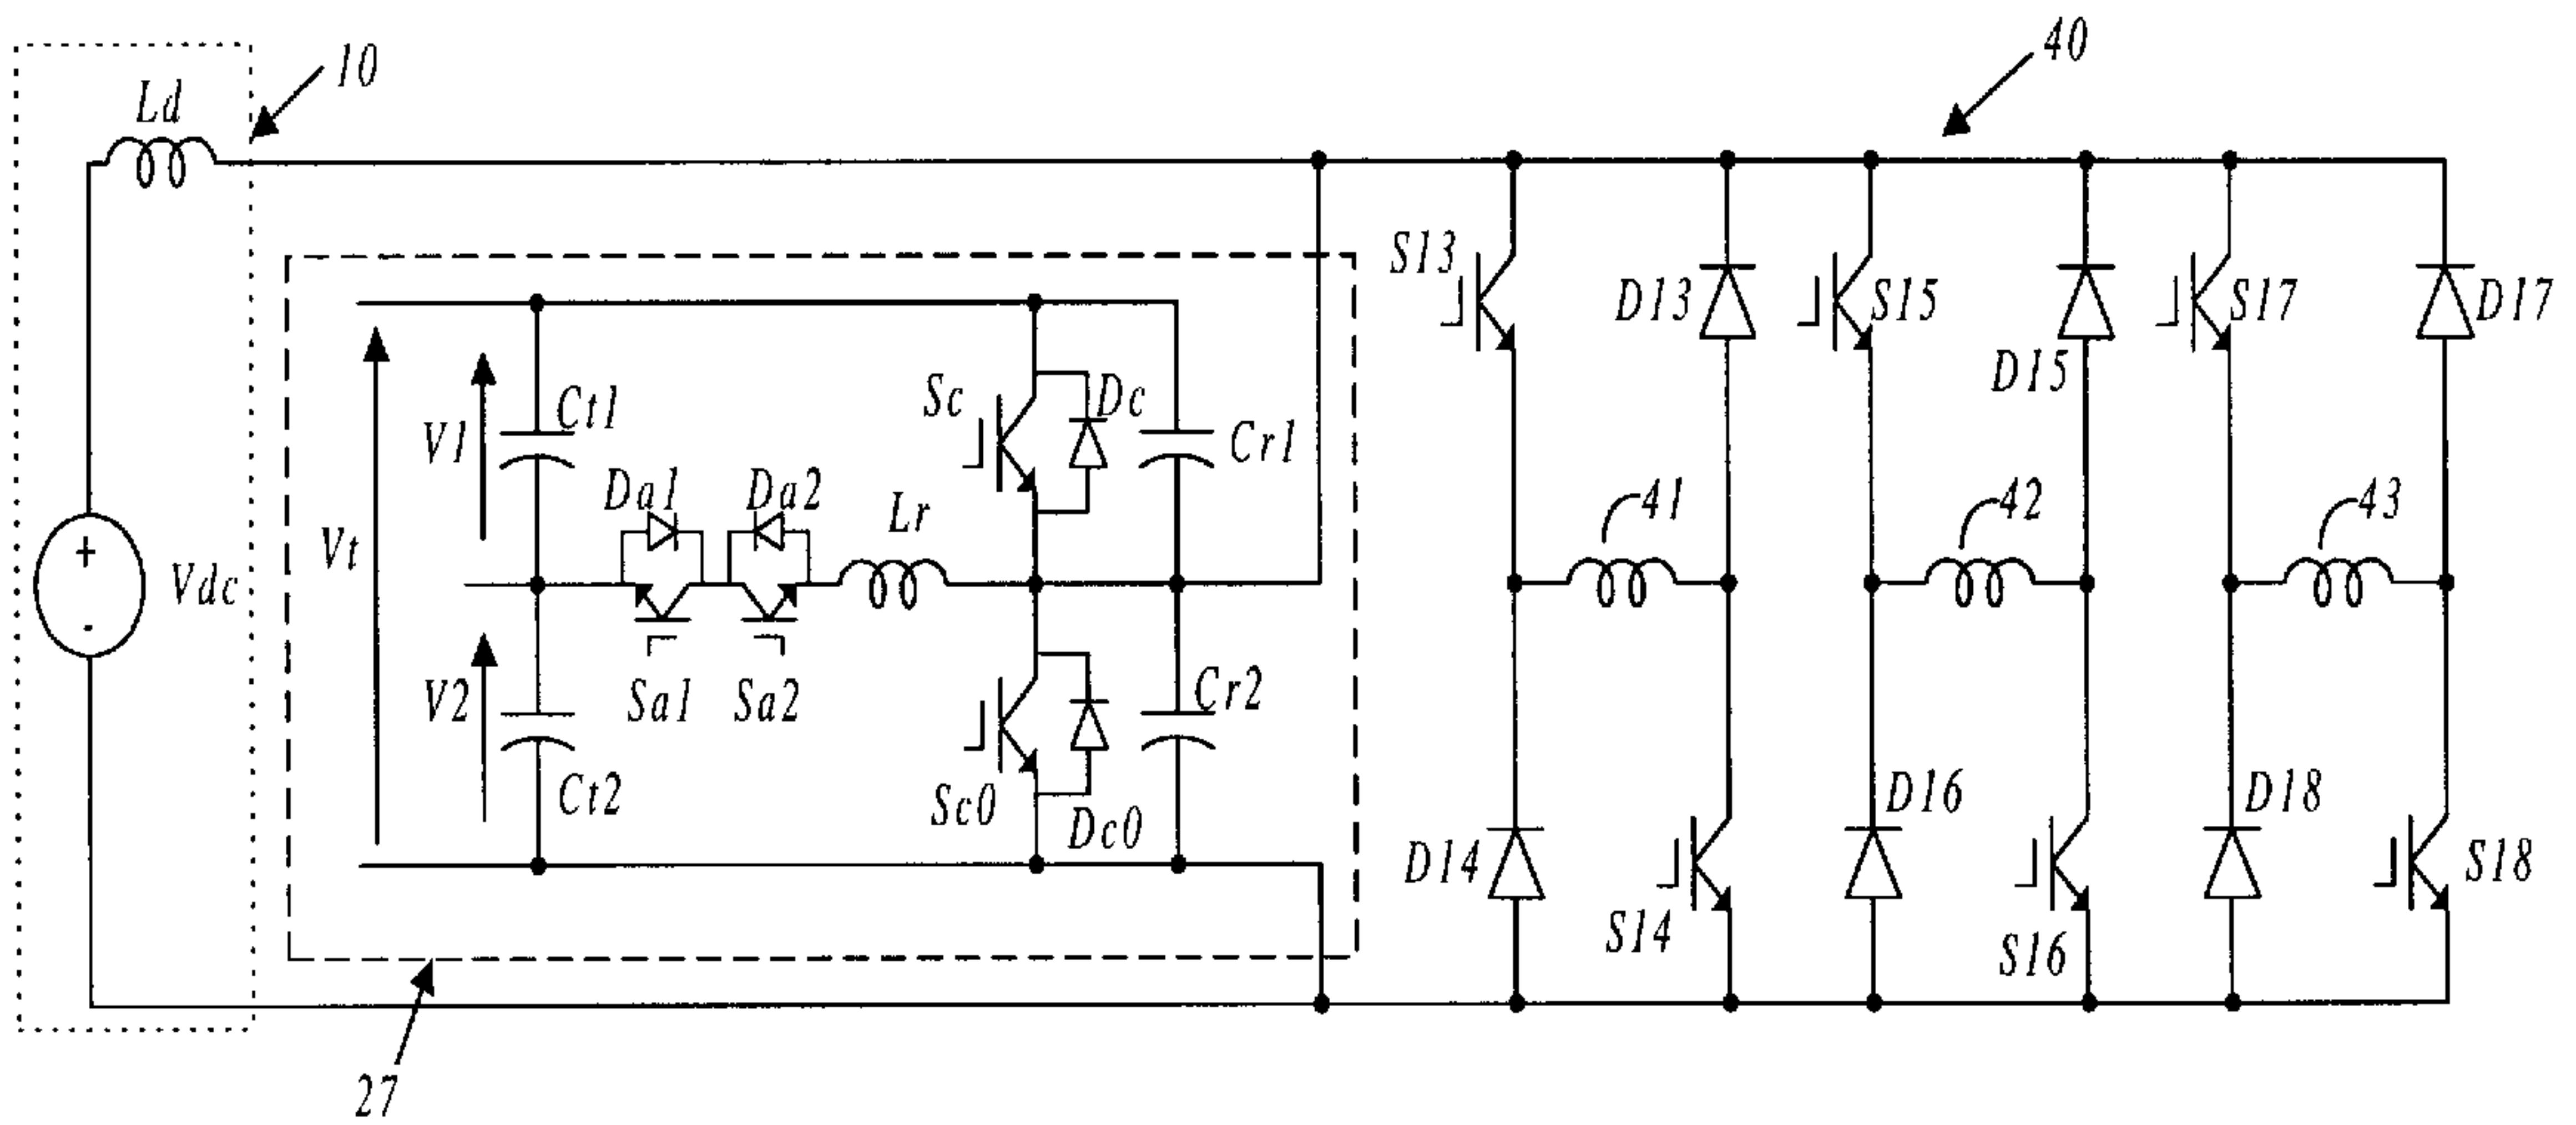 10
40
Ld
S13
D13
S15
S17
D17
D15
Sc
Dc
Ct1
V1
Cr1
Da1
Da2
Lr
41
42
43
Vt
+
-
Vdc
V2
Sa1
Sa2
Cr2
Ct2
Sc0
Dc0
D14
S14
D16
S16
D18
S18
27